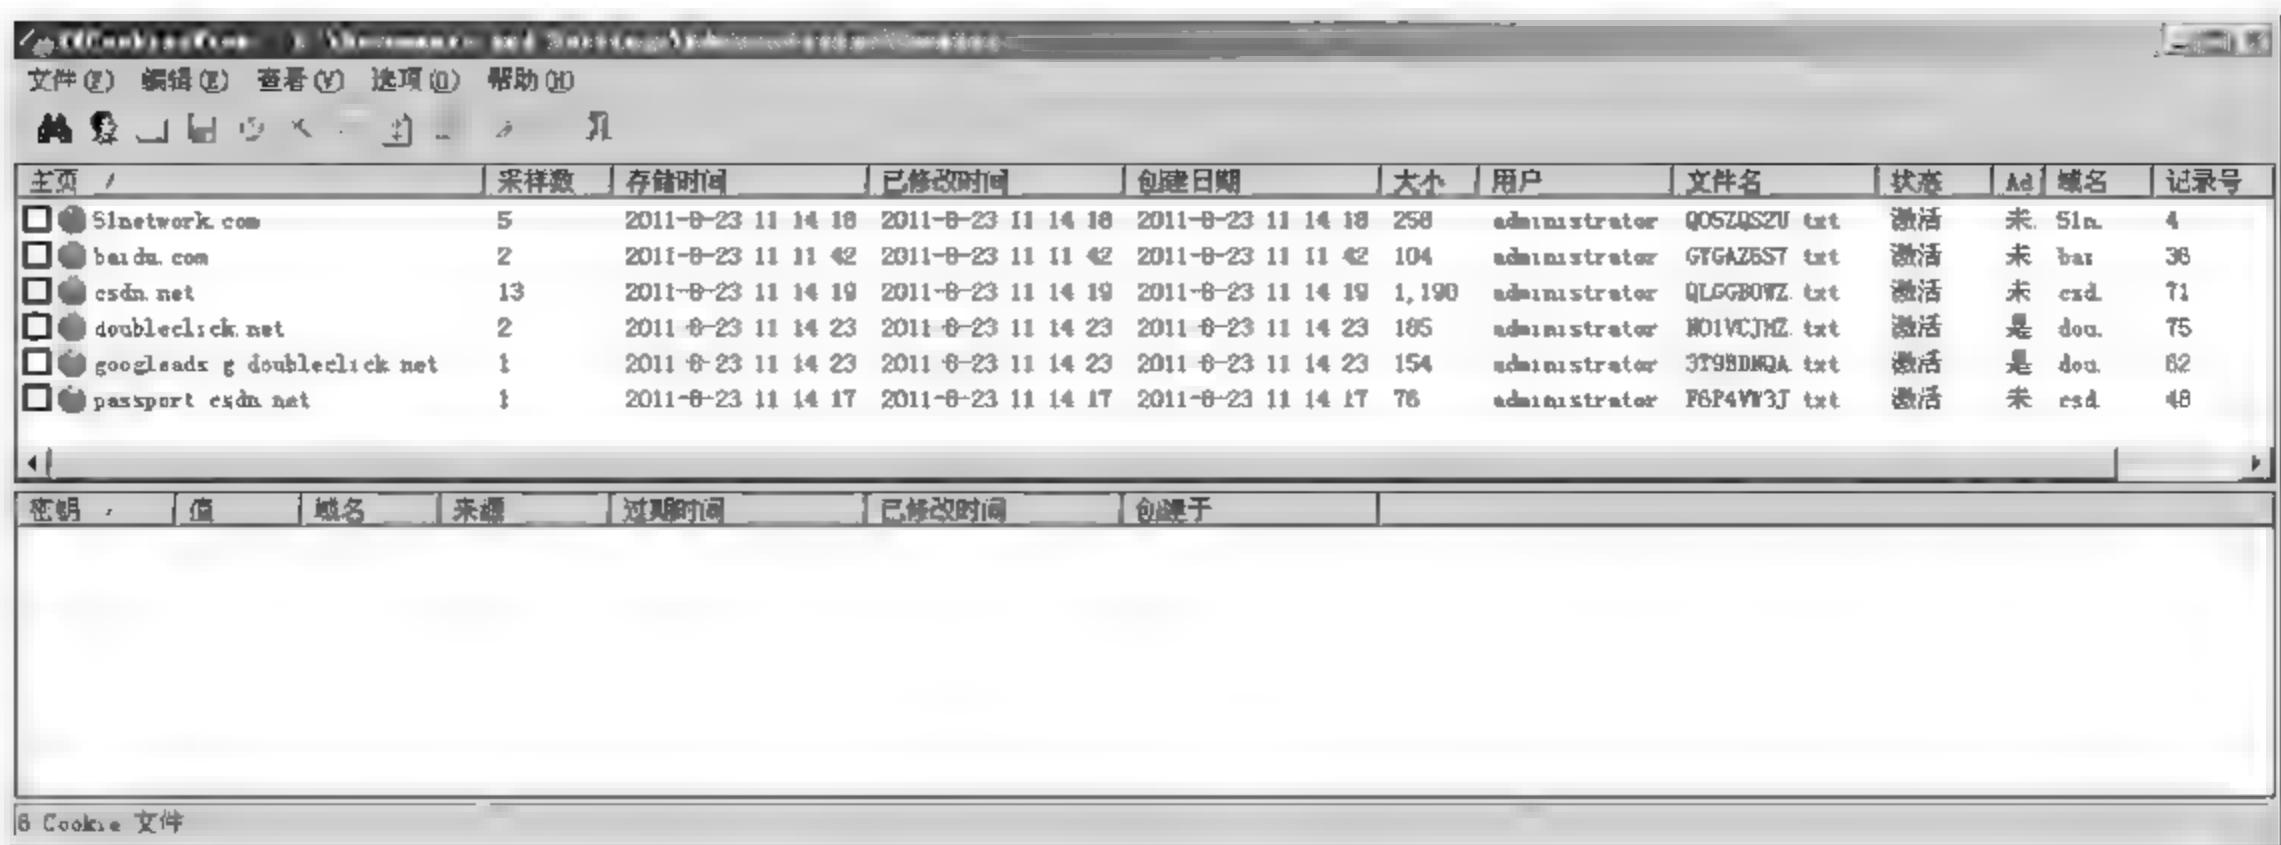 文件(F) 编辑(E) 查看(V) 选项(O) 帮助(H)
主页 / 采样数 存储时间 已修改时间 创建日期 大小 用户 文件名 状态 Ad 域名 记录号
51network.com 5 2011-8-23 11 14 18 2011-8-23 11 14 18 2011-8-23 11 14 18 258 administrator txt 激活 未. 51n. 4
baidu.com 2 2011-8-23 11 11 42 2011-8-23 11 11 42 2011-8-23 11 11 42 104 administrator txt 激活 未 bai 36
csdn.net 13 2011-8-23 11 14 19 2011-8-23 11 14 19 2011-8-23 11 14 19 1,190 administrator txt 激活 未 csd. 71
doubleclick.net 2 2011-8-23 11 14 23 2011-8-23 11 14 23 2011-8-23 11 14 23 185 administrator txt 激活 是 dou. 75
googleads g doubleclick net 1 2011-8-23 11 14 23 2011-8-23 11 14 23 2011-8-23 11 14 23 154 administrator txt 激活 是 dou. 62
passport csdn net 1 2011-8-23 11 14 17 2011-8-23 11 14 17 2011-8-23 11 14 17 76 administrator txt 激活 未 csd. 48
密钥 / 值 域名 来源 过期时间 已修改时间 创建于
6 Cookie 文件